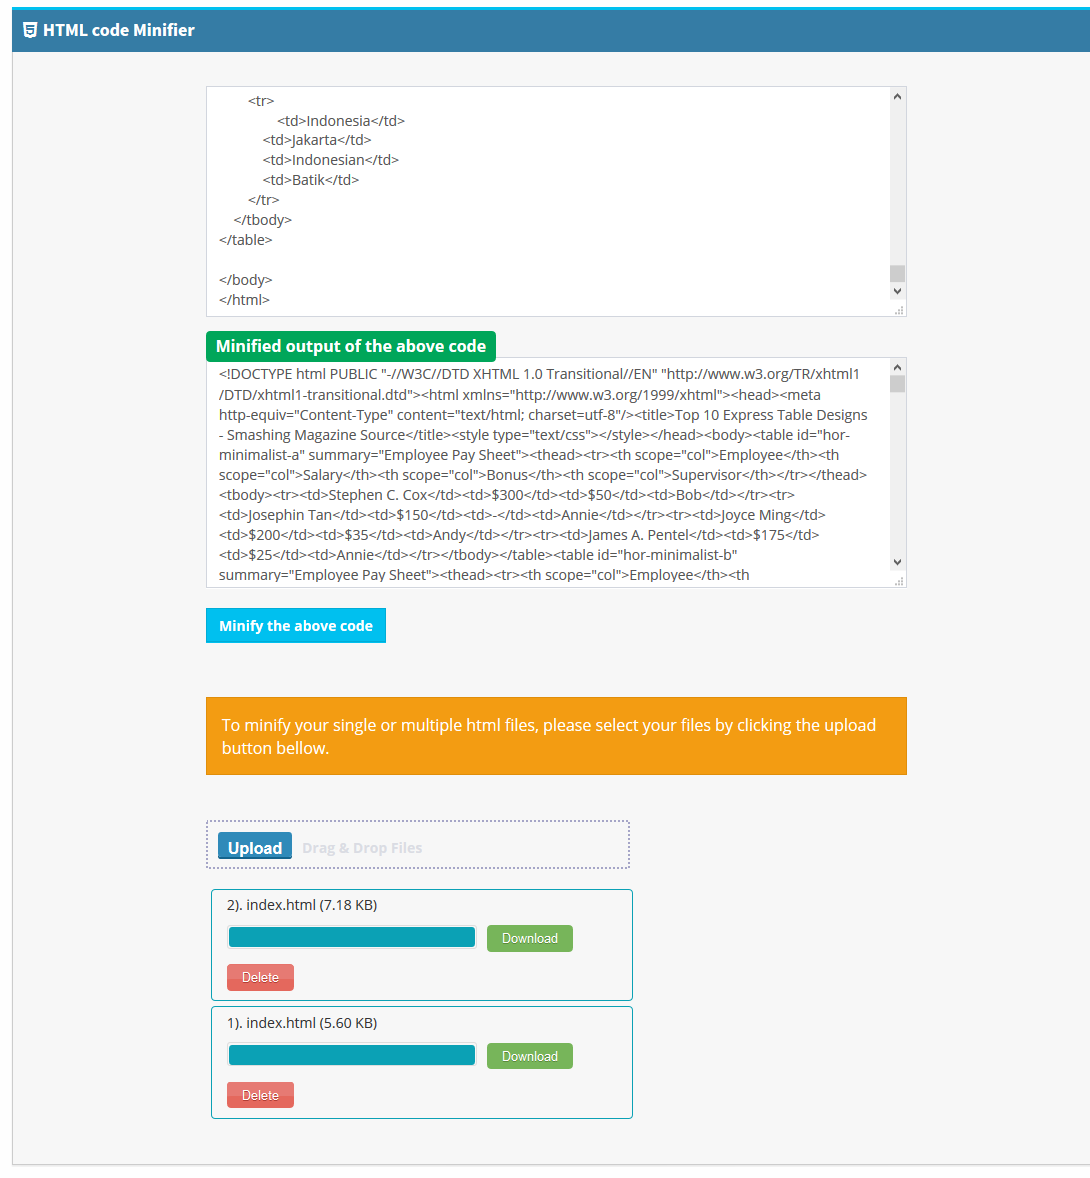 HTML code Minifier
<tr>
<td>Indonesia</td>
<td>Jakarta</td>
<td>Indonesian</td>
<td>Batik</td>
</tr>
</tbody>
</table>
</body>
</html>
Minified output of the above code
<!DOCTYPE html PUBLIC "-//W3C//DTD XHTML 1.0 Transitional//EN" "http://www.w3.org/TR/xhtml1
/DTD/xhtml1-transitional.dtd"><html xmlns="http://www.w3.org/1999/xhtml"><head><meta
http-equiv="Content-Type" content="text/html; charset=utf-8"/><title>Top 10 Express Table Designs
- Smashing Magazine Source</title><style type="text/css"></style></head><body><table id="hor-
minimalist-a" summary="Employee Pay Sheet"><thead><tr><th scope="col">Employee</th><th
scope="col">Salary</th><th scope="col">Bonus</th><th scope="col">Supervisor</th></tr></thead>
<tbody><tr><td>Stephen C. Cox</td><td>$300</td><td>$50</td><td>Bob</td></tr><tr>
<td>Josephin Tan</td><td>$150</td><td>-</td><td>Annie</td></tr><tr><td>Joyce Ming</td>
<td>$200</td><td>$35</td><td>Andy</td></tr><tr><td>James A. Pentel</td><td>$175</td>
<td>$25</td><td>Annie</td></tr></tbody></table><table id="hor-minimalist-b"
summary="Employee Pay Sheet"><thead><tr><th scope="col">Employee</th><th
Minify the above code
To minify your single or multiple html files, please select your files by clicking the upload
button bellow.
Upload Drag & Drop Files
2). index.html (7.18 KB)
Download
Delete
1). index.html (5.60 KB)
Download
Delete